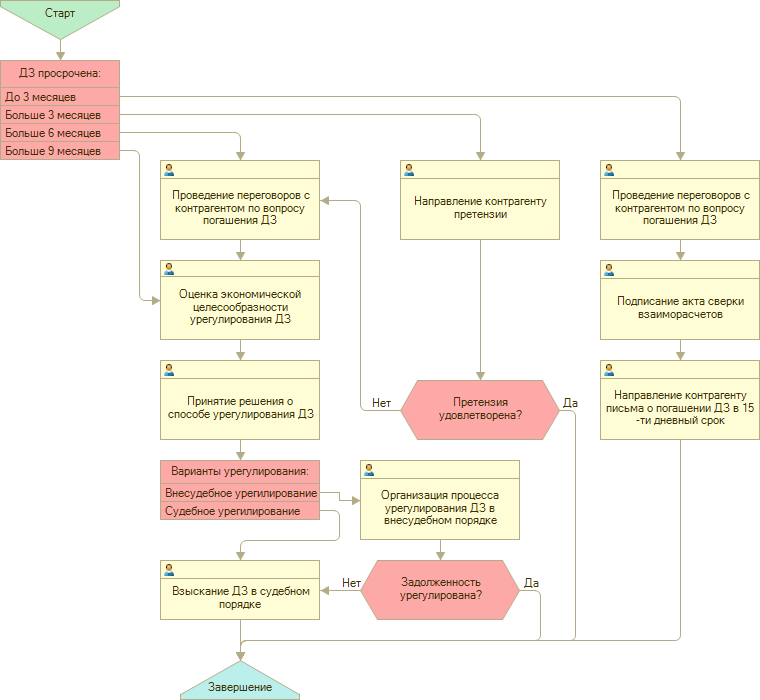 Старт
ДЗ просрочена:
До 3 месяцев
Больше 3 месяцев
Больше 6 месяцев
Больше 9 месяцев
Проведение переговоров с
контрагентом по вопросу
погашения ДЗ
Направление контрагенту
претензии
Проведение переговоров с
контрагентом по вопросу
погашения ДЗ
Оценка экономической
целесообразности
урегулирования ДЗ
Подписание акта сверки
взаиморасчетов
Принятие решения о
способе урегулирования ДЗ
Нет
Претензия
удовлетворена?
Да
Направление контрагенту
письма о погашении ДЗ в 15
-ти дневный срок
Варианты урегулирования:
Внесудебное урегилирование
Судебное урегилирование
Организация процесса
урегулирования ДЗ в
внесудебном порядке
Взыскание ДЗ в судебном
порядке
Нет
Задолженность
урегулирована?
Да
Завершение